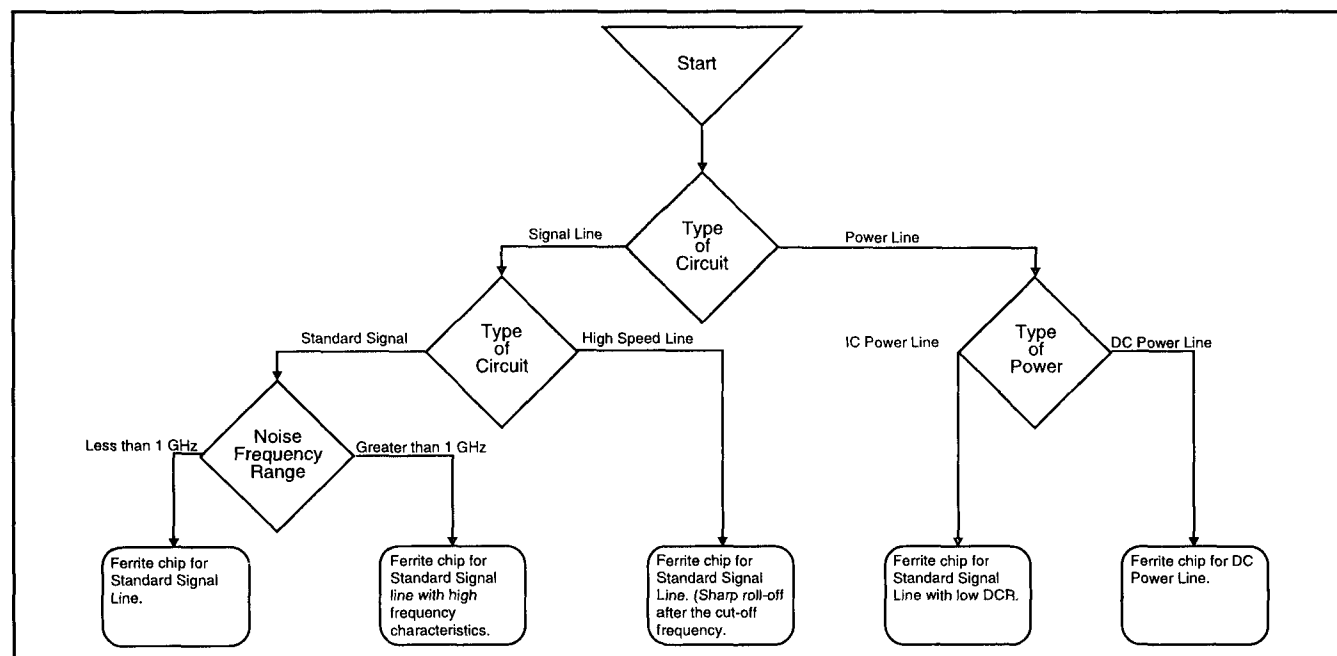 Start
Type
of
Circuit
Signal Line
Power Line
Type
of
Circuit
Standard Signal
High Speed Line
Type
of
Power
IC Power Line
DC Power Line
Noise
Frequency
Range
Less than 1 GHz
Greater than 1 GHz
Ferrite chip for
Standard Signal
Line.
Ferrite chip for
Standard Signal
line with high
frequency
characteristics.
Ferrite chip for
Standard Signal
Line. (Sharp roll-off
after the cut-off
frequency.
Ferrite chip for
Standard Signal
Line with low DCR.
Ferrite chip for DC
Power Line.